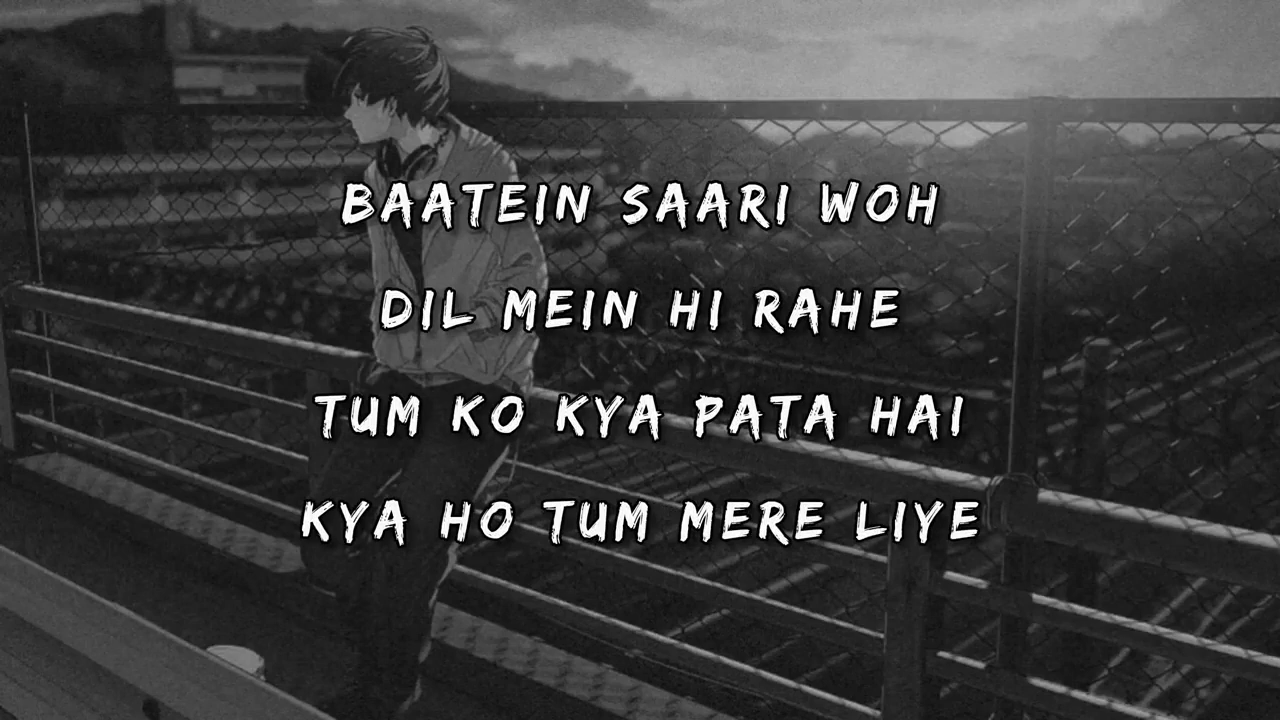 BAATEIN SAARI WOH
DIL MEIN HI RAHE
TUM KO KYA PATA HAI
KYA HO TUM MERE LIYE